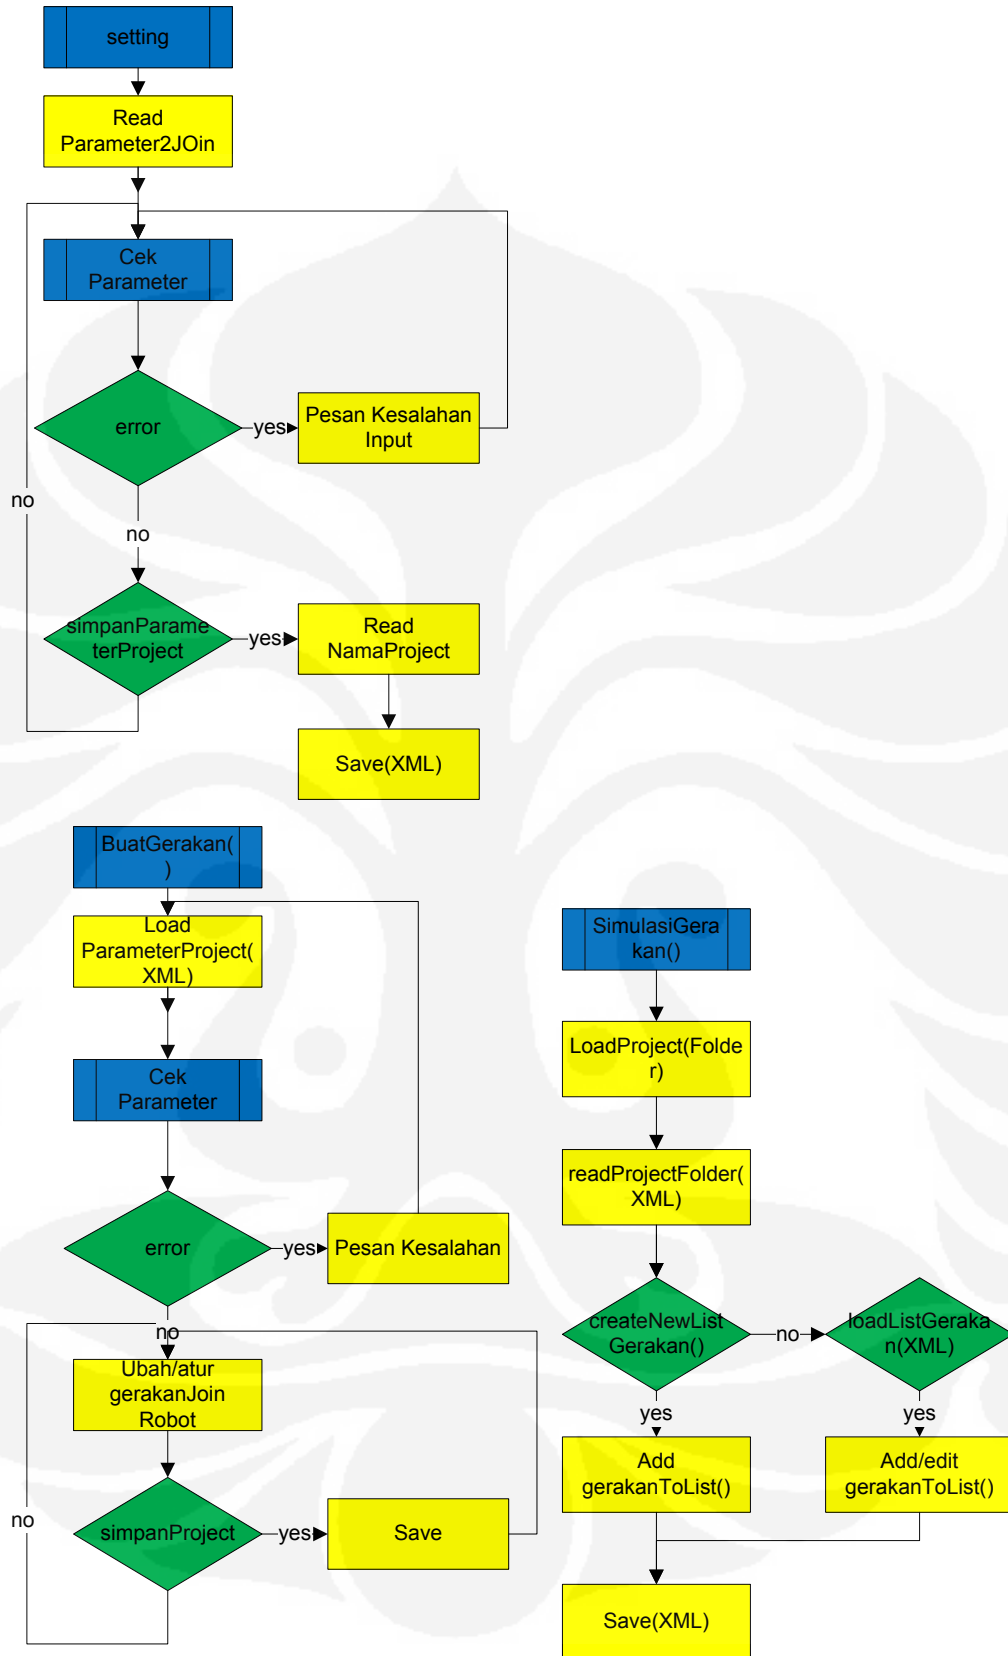 setting
Read
Parameter2JOin
Cek
Parameter
error
yes
Pesan Kesalahan
Input
no
no
simpanParame
terProject
yes
Read
NamaProject
Save(XML)
BuatGerakan(
)
Load
ParameterProject(
XML)
Cek
Parameter
error
yes
Pesan Kesalahan
no
Ubah/atur
gerakanJoin
Robot
no
simpanProject
yes
Save
SimulasiGera
kan()
LoadProject(Folde
r)
readProjectFolder(
XML)
createNewList
Gerakan()
no
loadListGeraka
n(XML)
yes
yes
Add
gerakanToList()
Add/edit
gerakanToList()
Save(XML)